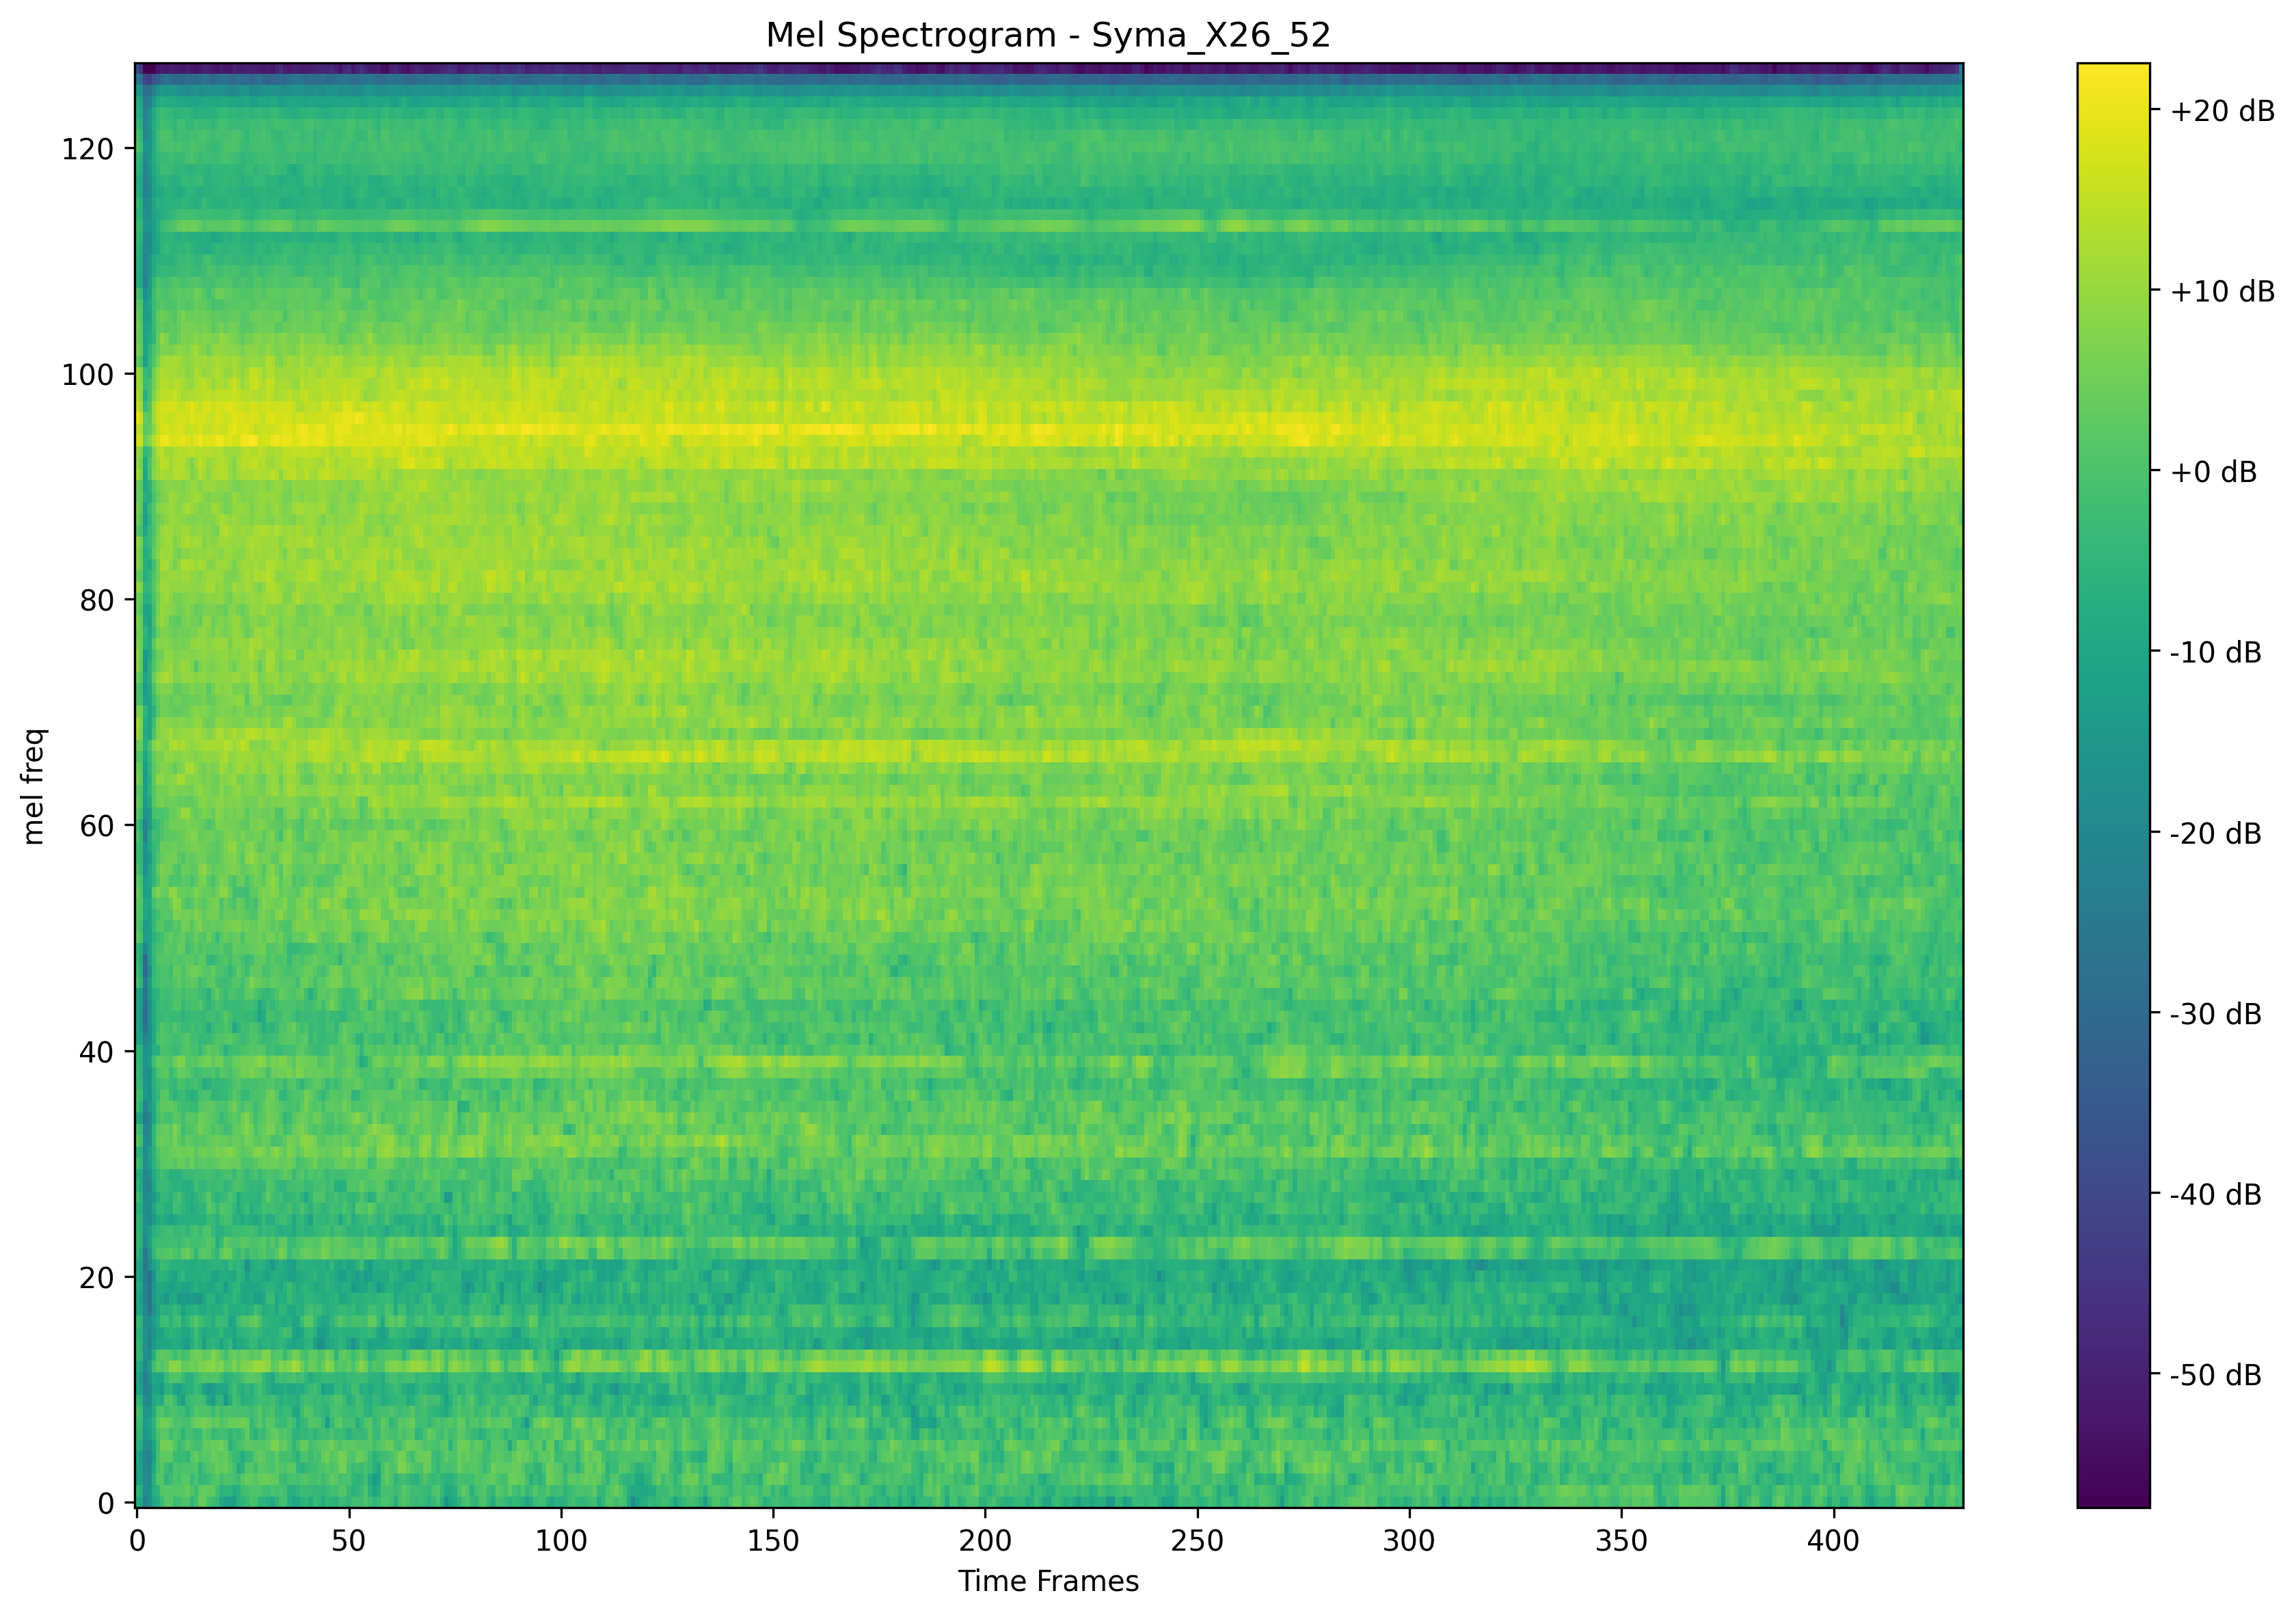 Mel Spectrogram - Syma_X26_52
mel freq
120
100
80
60
40
20
0
0 50 100 150 200 250 300 350 400
Time Frames
+20 dB
+10 dB
+0 dB
-10 dB
-20 dB
-30 dB
-40 dB
-50 dB